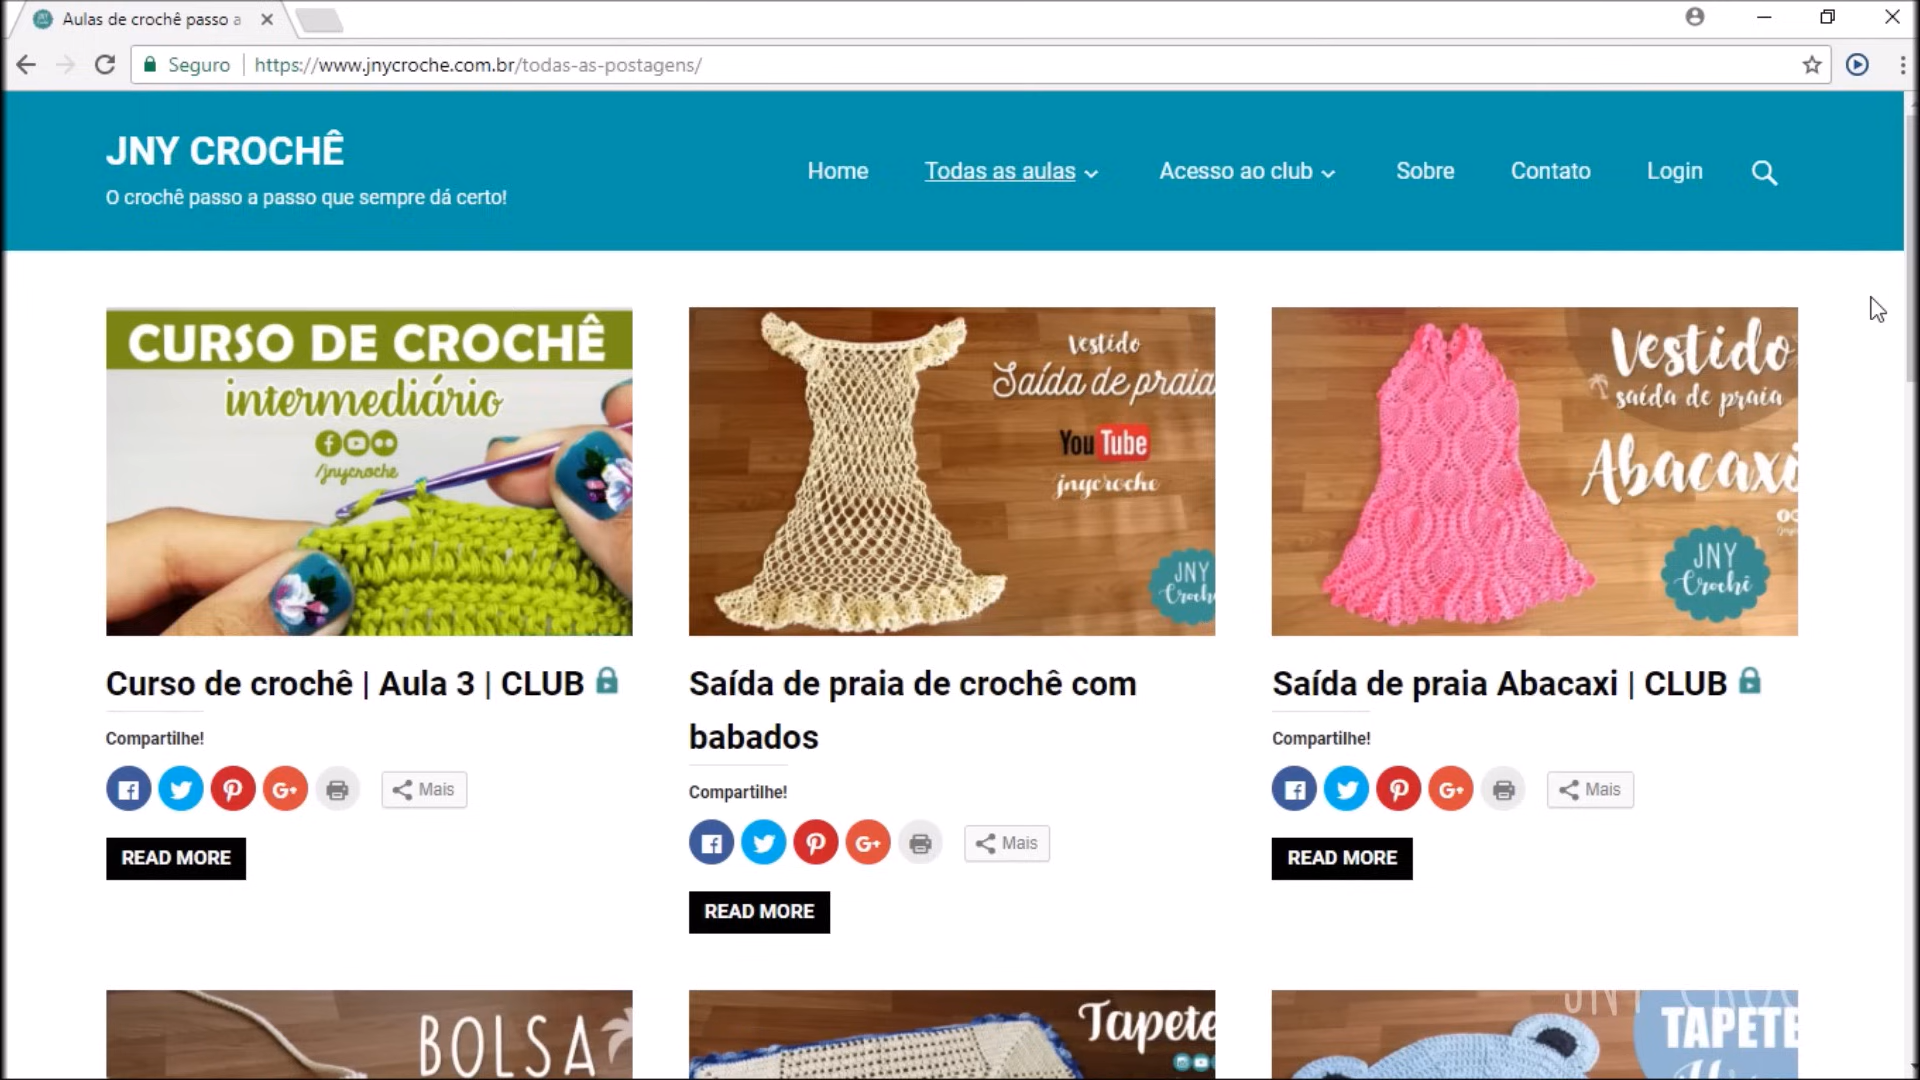 Aulas de crochê passo a
Seguro
https://www.jnycroche.com.br/todas-as-postagens/
JNY CROCHÊ
O crochê passo a passo que sempre dá certo!
Home
Todas as aulas
Acesso ao club
Sobre
Contato
Login
CURSO DE CROCHÊ
intermediário
/jnycroche
Vestido
Saída de praia
YouTube
jnycroche
JNY
Crochê
Vestido
saída de praia
Abacaxi
JNY
Crochê
Curso de crochê | Aula 3 | CLUB
Compartilhe!
Mais
READ MORE
Saída de praia de crochê com
babados
Compartilhe!
Mais
READ MORE
Saída de praia Abacaxi | CLUB
Compartilhe!
Mais
READ MORE
BOLSA
Tapete
JNY CROC
TAPETE